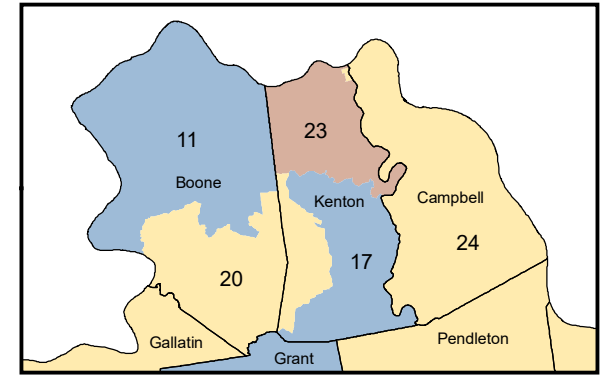 23
11
Boone
Kenton
Campbell
24
17
20
Gallatin
Pendleton
Grant